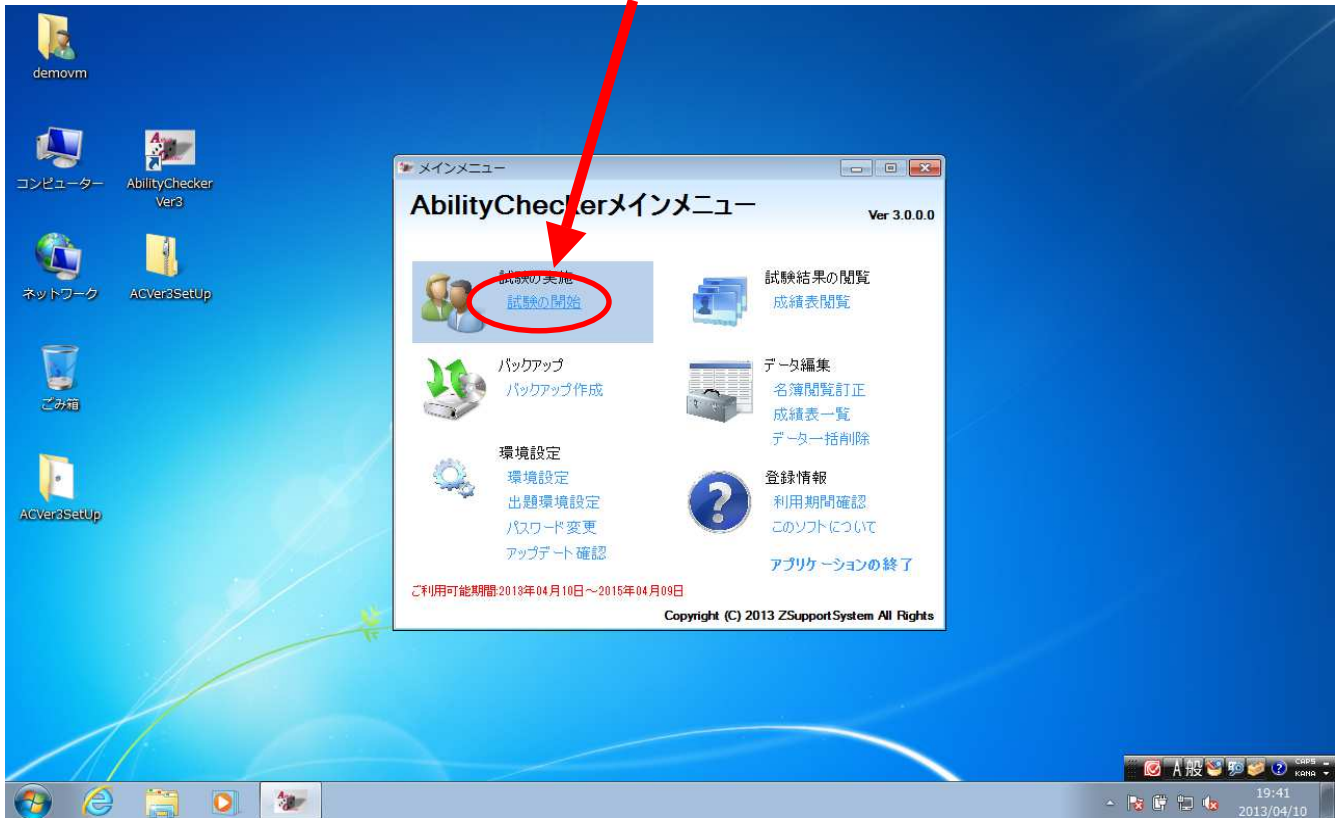 demovm
コンピューター
AbilityChecker
Ver3
ネットワーク
ACVer3SetUp
ごみ箱
ACVer3SetUp
メインメニュー
AbilityCheckerメインメニュー
Ver 3.0.0.0
試験の実施
試験の開始
試験結果の閲覧
成績表閲覧
バックアップ
バックアップ作成
データ編集
名簿閲覧訂正
成績表一覧
データ一括削除
環境設定
環境設定
出題環境設定
パスワード変更
アップデート確認
登録情報
利用期間確認
このソフトについて
アプリケーションの終了
ご利用可能期間:2013年04月10日～2015年04月09日
Copyright (C) 2013 ZSupportSystem All Rights
A 般
CAPS
KANA
19:41
2013/04/10